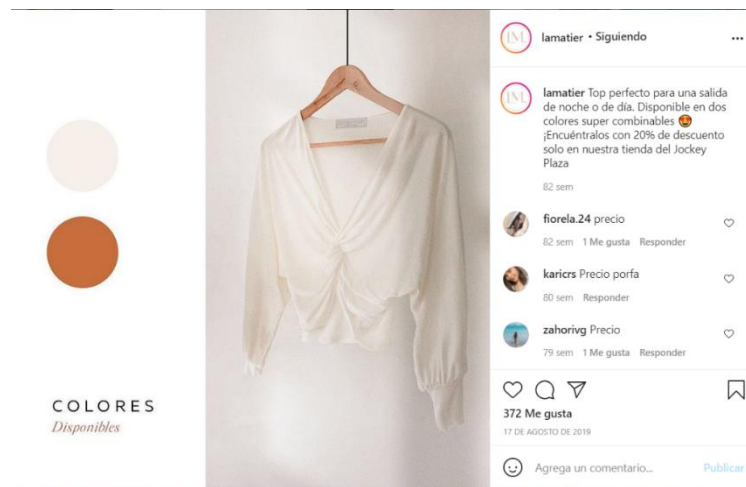 COLORES
Disponibles
lamatier • Siguiendo
lamatier Top perfecto para una salida
de noche o de día. Disponible en dos
colores super combinables 😍
¡Encuéntralos con 20% de descuento
solo en nuestra tienda del Jockey
Plaza
82 sem
fiorela.24 precio
82 sem 1 Me gusta Responder
karicrs Precio porfa
80 sem Responder
zahorivg Precio
79 sem 1 Me gusta Responder
372 Me gusta
17 DE AGOSTO DE 2019
Agrega un comentario... Publicar